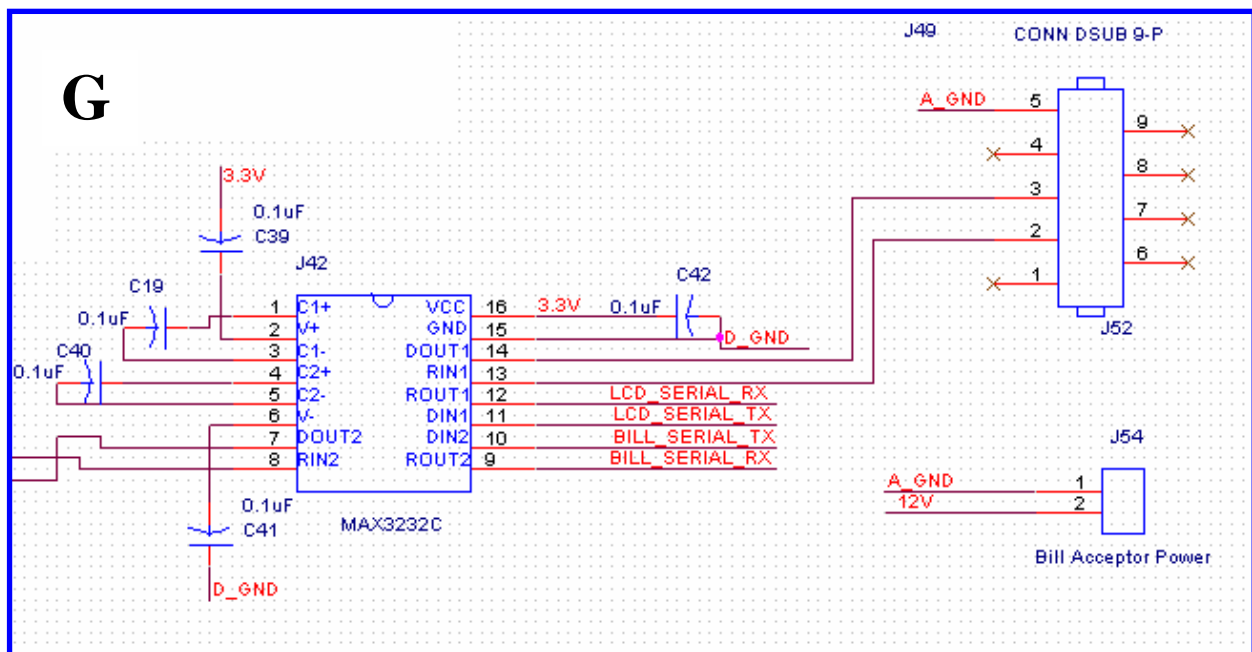 G
J49 CONN DSUB 9-P
A_GND 5
9
4
8
3
7
2
6
1
J52
3.3V
0.1uF
C39
J42
C19
0.1uF
C40
0.1uF
1 C1+ VCC 16 3.3V 0.1uF C42
2 V+ GND 15 D_GND
3 C1- DOUT1 14
4 C2+ RIN1 13
5 C2- ROUT1 12 LCD_SERIAL_RX
6 V- DIN1 11 LCD_SERIAL_TX
7 DOUT2 DIN2 10 BILL_SERIAL_TX
8 RIN2 ROUT2 9 BILL_SERIAL_RX
MAX3232C
0.1uF
C41
D_GND
J54
A_GND 1
12V 2
Bill Acceptor Power